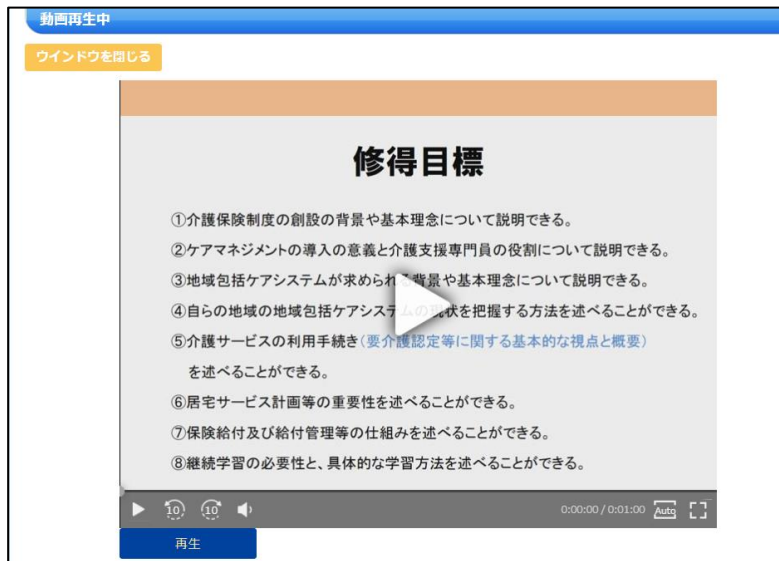 動画再生中
ウインドウを閉じる
修得目標
①介護保険制度の創設の背景や基本理念について説明できる。
②ケアマネジメントの導入の意義と介護支援専門員の役割について説明できる。
③地域包括ケアシステムが求められる背景や基本理念について説明できる。
④自らの地域の地域包括ケアシステムの現状を把握する方法を述べることができる。
⑤介護サービスの利用手続き(要介護認定等に関する基本的な視点と概要)
を述べることができる。
⑥居宅サービス計画等の重要性を述べることができる。
⑦保険給付及び給付管理等の仕組みを述べることができる。
⑧継続学習の必要性と、具体的な学習方法を述べることができる。
10 10 0:00:00 / 0:01:00 Auto
再生